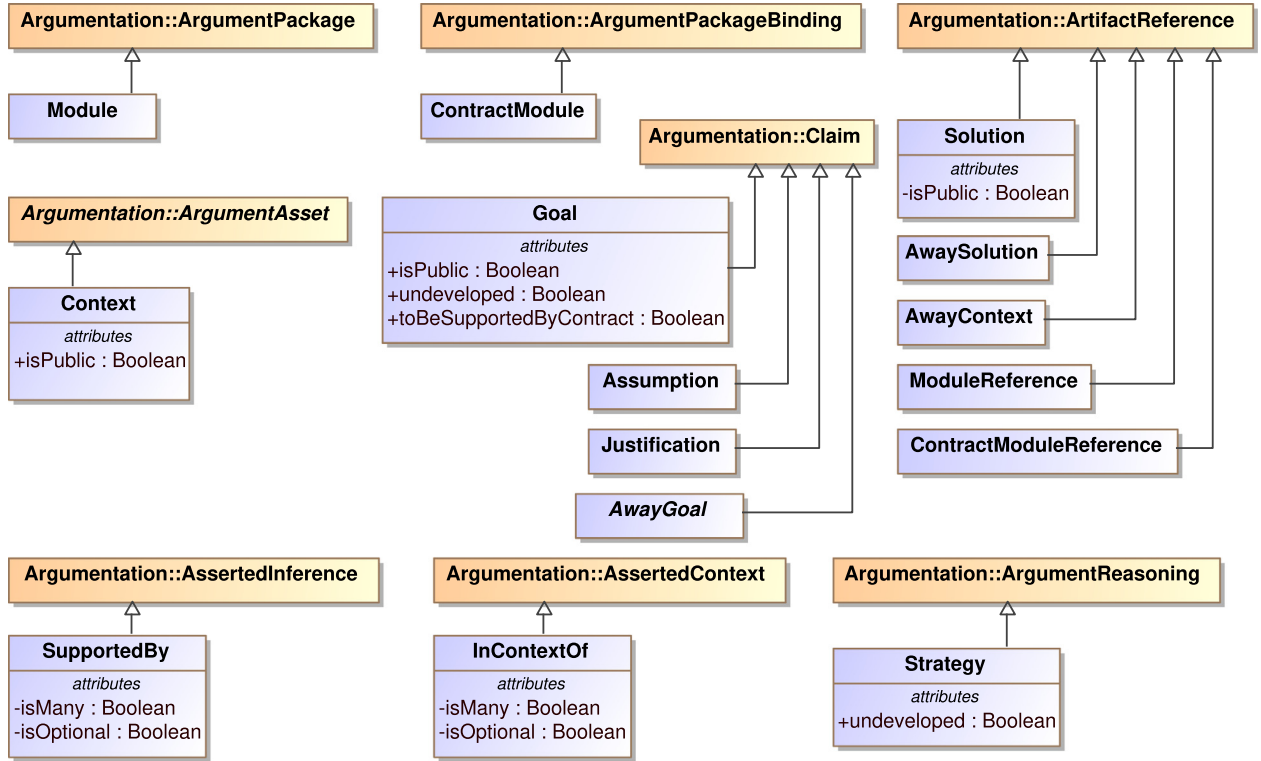 Argumentation::ArgumentPackage
Module
Argumentation::ArgumentPackageBinding
ContractModule
Argumentation::ArtifactReference
Solution
attributes
-isPublic : Boolean
AwaySolution
AwayContext
ModuleReference
ContractModuleReference
Argumentation::Claim
Goal
attributes
+isPublic : Boolean
+undeveloped : Boolean
+toBeSupportedByContract : Boolean
Assumption
Justification
AwayGoal
Argumentation::ArgumentAsset
Context
attributes
+isPublic : Boolean
Argumentation::AssertedInference
SupportedBy
attributes
-isMany : Boolean
-isOptional : Boolean
Argumentation::AssertedContext
InContextOf
attributes
-isMany : Boolean
-isOptional : Boolean
Argumentation::ArgumentReasoning
Strategy
attributes
+undeveloped : Boolean